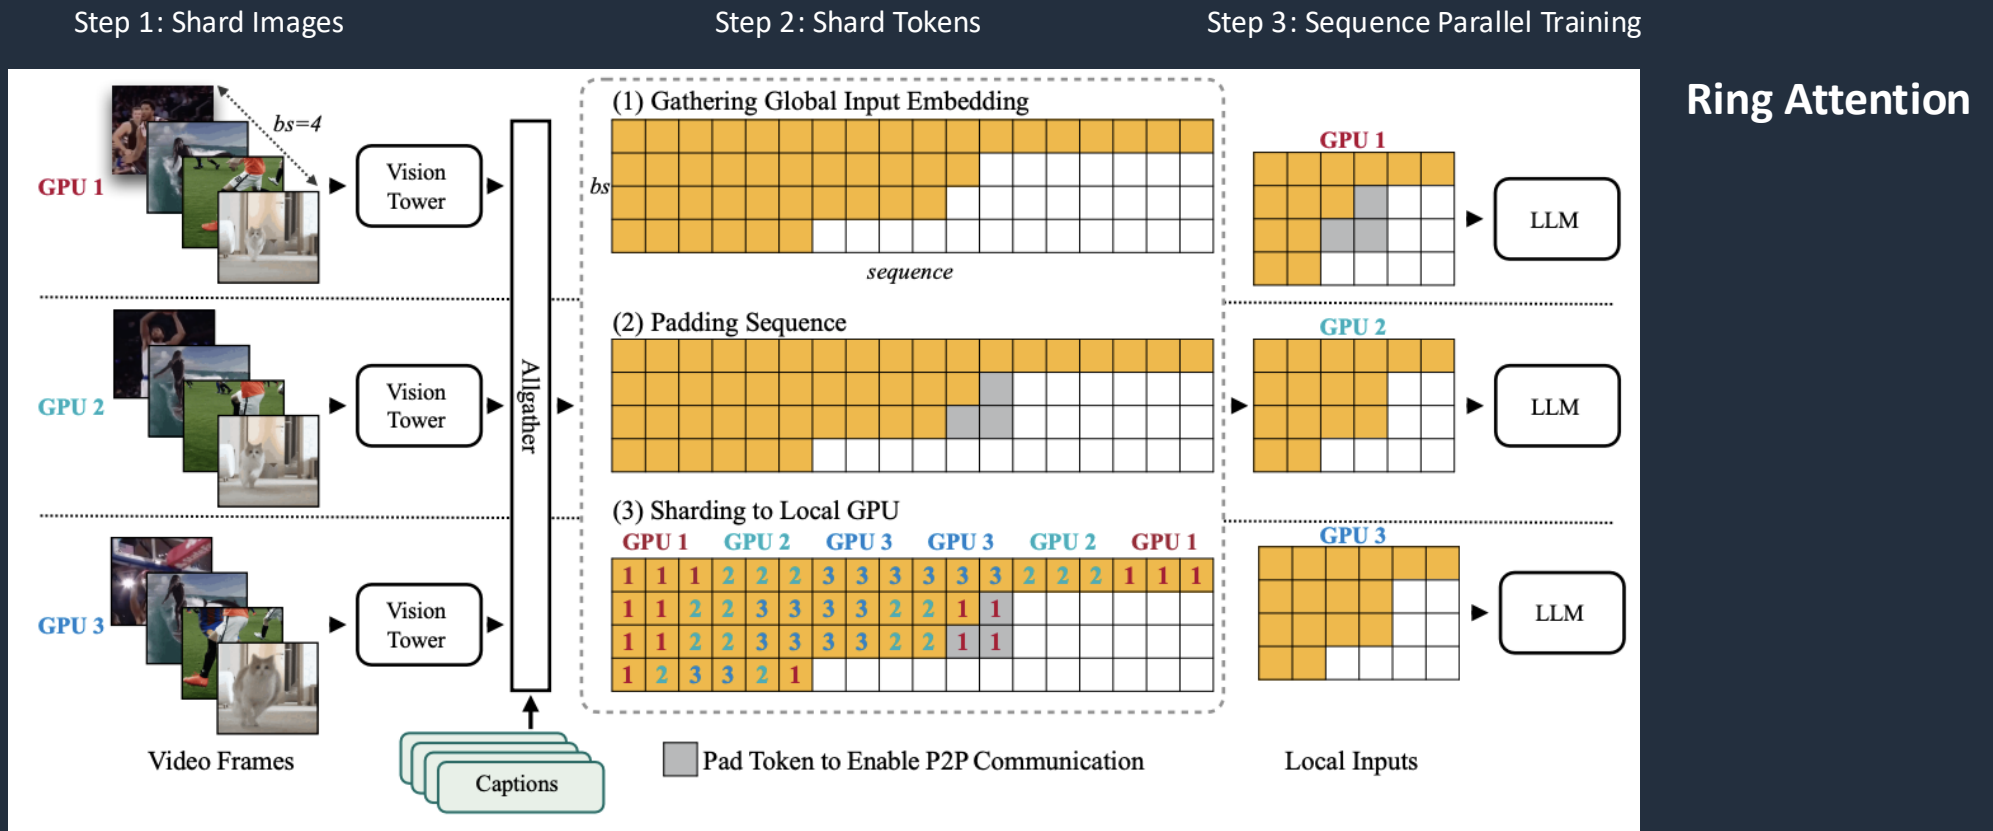 Step 1: Shard Images
Step 2: Shard Tokens
Step 3: Sequence Parallel Training
Ring Attention
bs=4
GPU 1
Vision
Tower
GPU 2
Vision
Tower
GPU 3
Vision
Tower
Video Frames
Allgather
Captions
(1) Gathering Global Input Embedding
bs
sequence
(2) Padding Sequence
(3) Sharding to Local GPU
GPU 1 GPU 2 GPU 3 GPU 3 GPU 2 GPU 1
1 1 1 2 2 2 3 3 3 3 3 3 2 2 2 1 1 1
1 1 2 2 3 3 3 3 2 2 1 1
1 1 2 2 3 3 3 3 2 2 1 1
1 2 3 3 2 1
Pad Token to Enable P2P Communication
GPU 1
LLM
GPU 2
LLM
GPU 3
LLM
Local Inputs